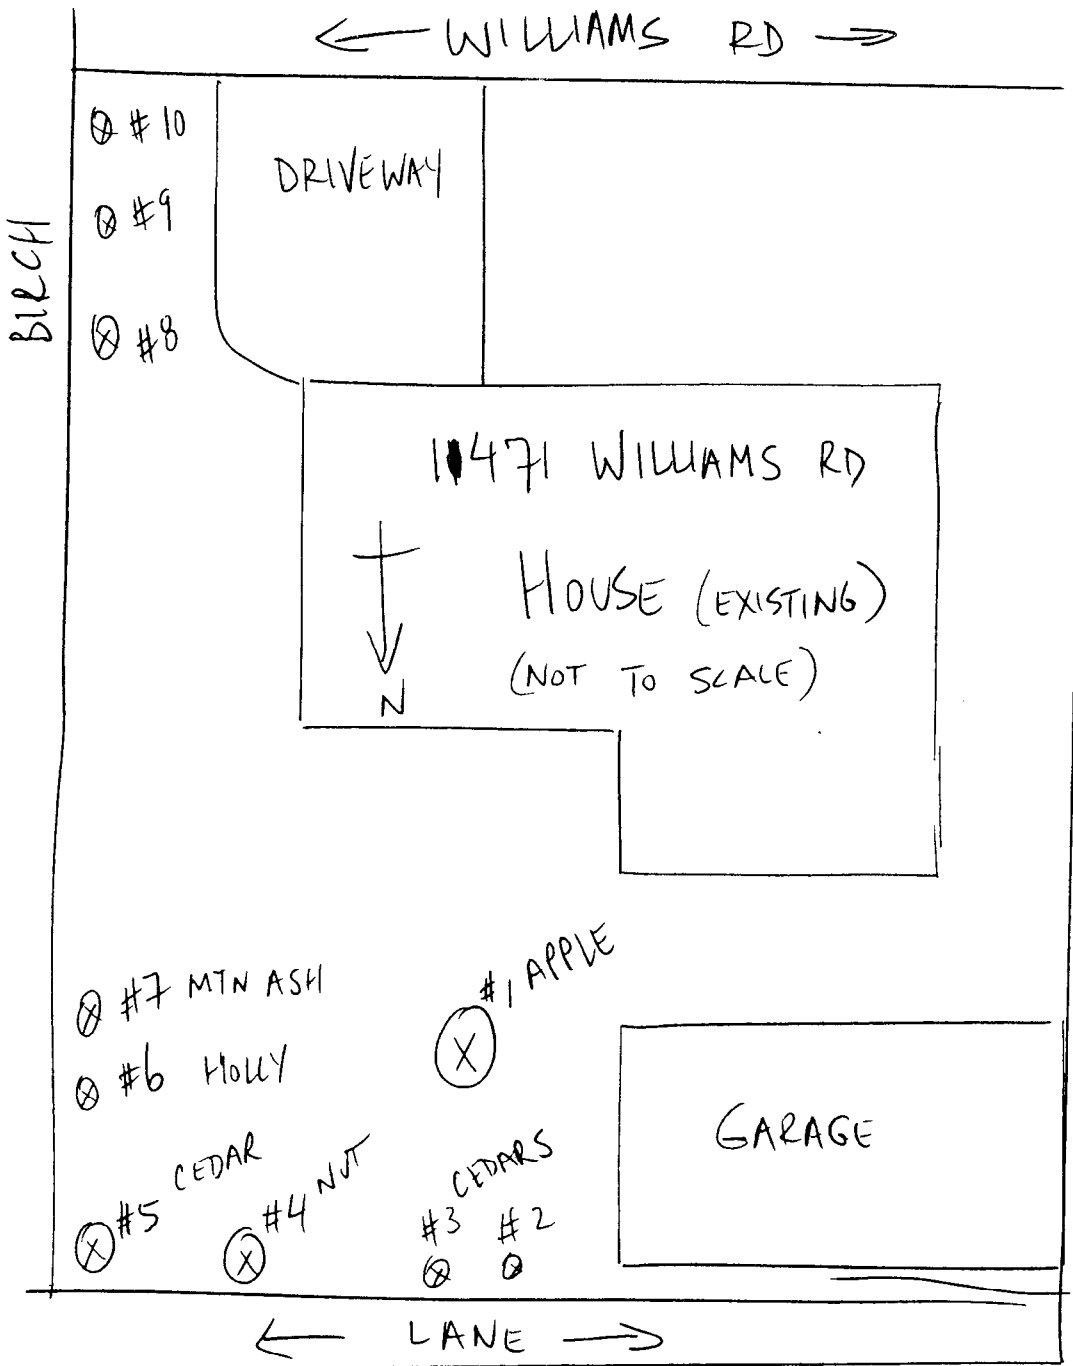 WILLIAMS RD
#10
DRIVEWAY
#9
BIRCH
#8
11471 WILLIAMS RD
HOUSE (EXISTING)
(NOT TO SCALE)
N
#1 APPLE
#7 MTN ASH
#6 HOLLY
GARAGE
#5 CEDAR
#4 NUT
CEDARS
#3 #2
LANE